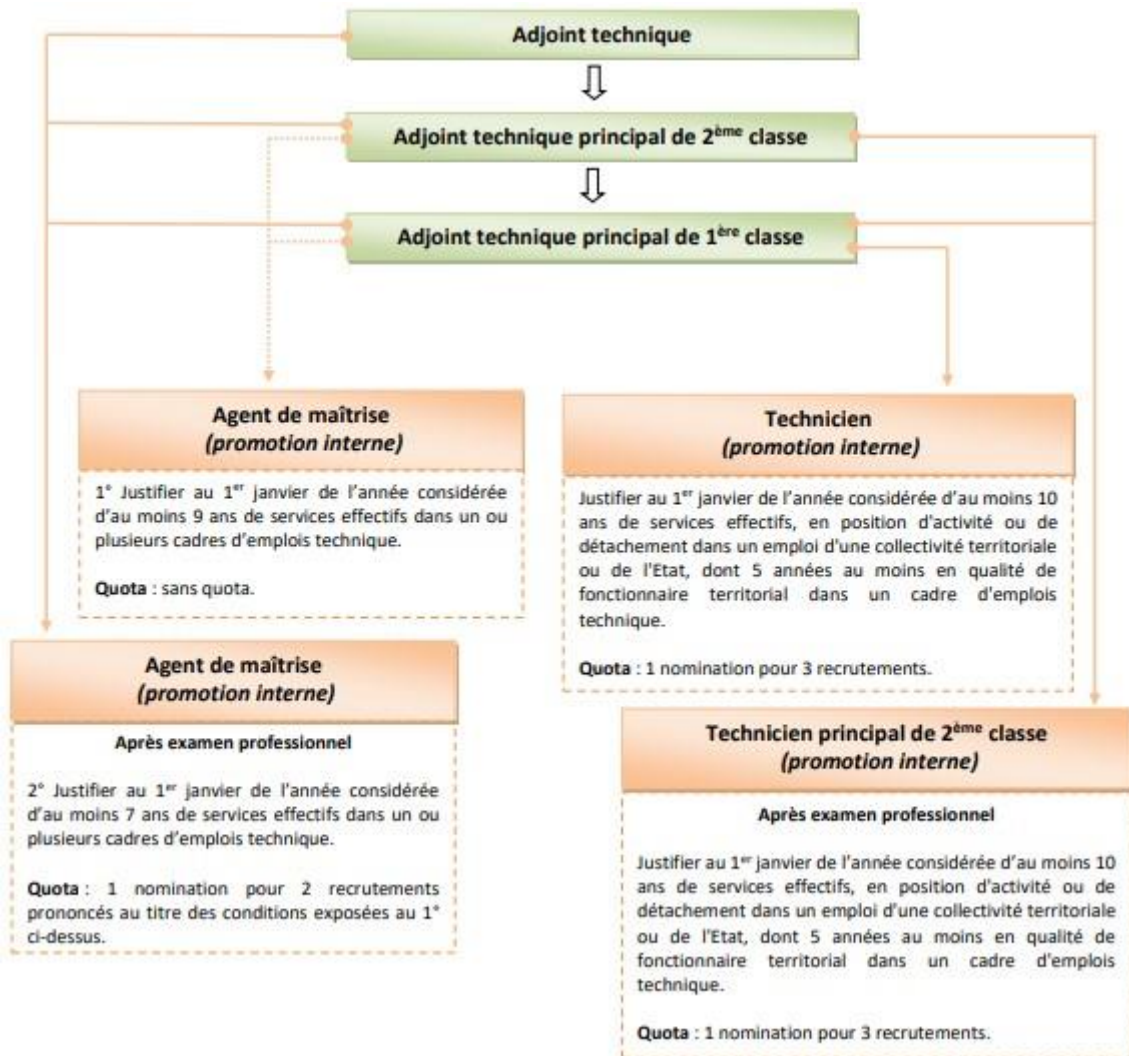 Adjoint technique
Adjoint technique principal de 2ème classe
Adjoint technique principal de 1ère classe
Agent de maîtrise
(promotion interne)
1° Justifier au 1er janvier de l'année considérée
d'au moins 9 ans de services effectifs dans un ou
plusieurs cadres d'emplois technique.
Quota : sans quota.
Technicien
(promotion interne)
Justifier au 1er janvier de l'année considérée d'au moins 10
ans de services effectifs, en position d'activité ou de
détachement dans un emploi d'une collectivité territoriale
ou de l'Etat, dont 5 années au moins en qualité de
fonctionnaire territorial dans un cadre d'emplois
technique.
Quota : 1 nomination pour 3 recrutements.
Agent de maîtrise
(promotion interne)
Après examen professionnel
2° Justifier au 1er janvier de l'année considérée
d'au moins 7 ans de services effectifs dans un ou
plusieurs cadres d'emplois technique.
Quota : 1 nomination pour 2 recrutements
prononcés au titre des conditions exposées au 1°
ci-dessus.
Technicien principal de 2ème classe
(promotion interne)
Après examen professionnel
Justifier au 1er janvier de l'année considérée d'au moins 10
ans de services effectifs, en position d'activité ou de
détachement dans un emploi d'une collectivité territoriale
ou de l'Etat, dont 5 années au moins en qualité de
fonctionnaire territorial dans un cadre d'emplois
technique.
Quota : 1 nomination pour 3 recrutements.